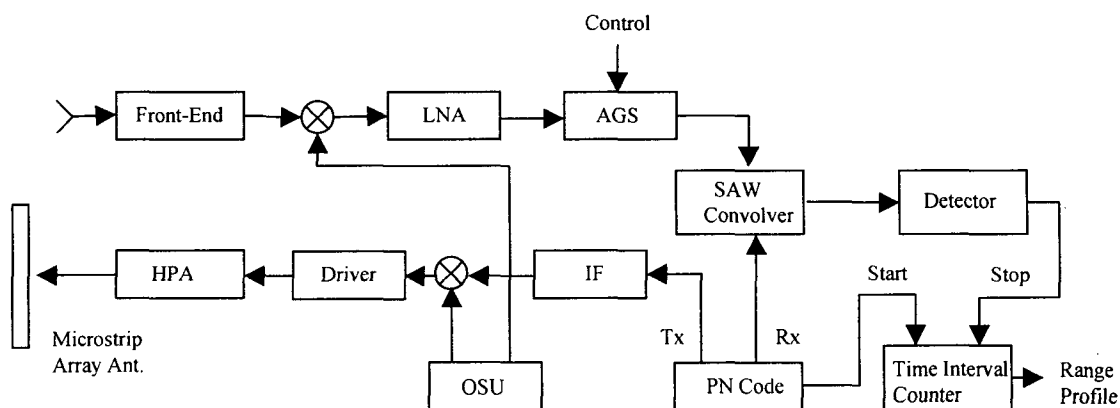 Control
Front-End
LNA
AGS
SAW
Convolver
Detector
HPA
Driver
IF
Start
Stop
Microstrip
Array Ant.
Tx
Rx
OSU
PN Code
Time Interval
Counter
Range
Profile